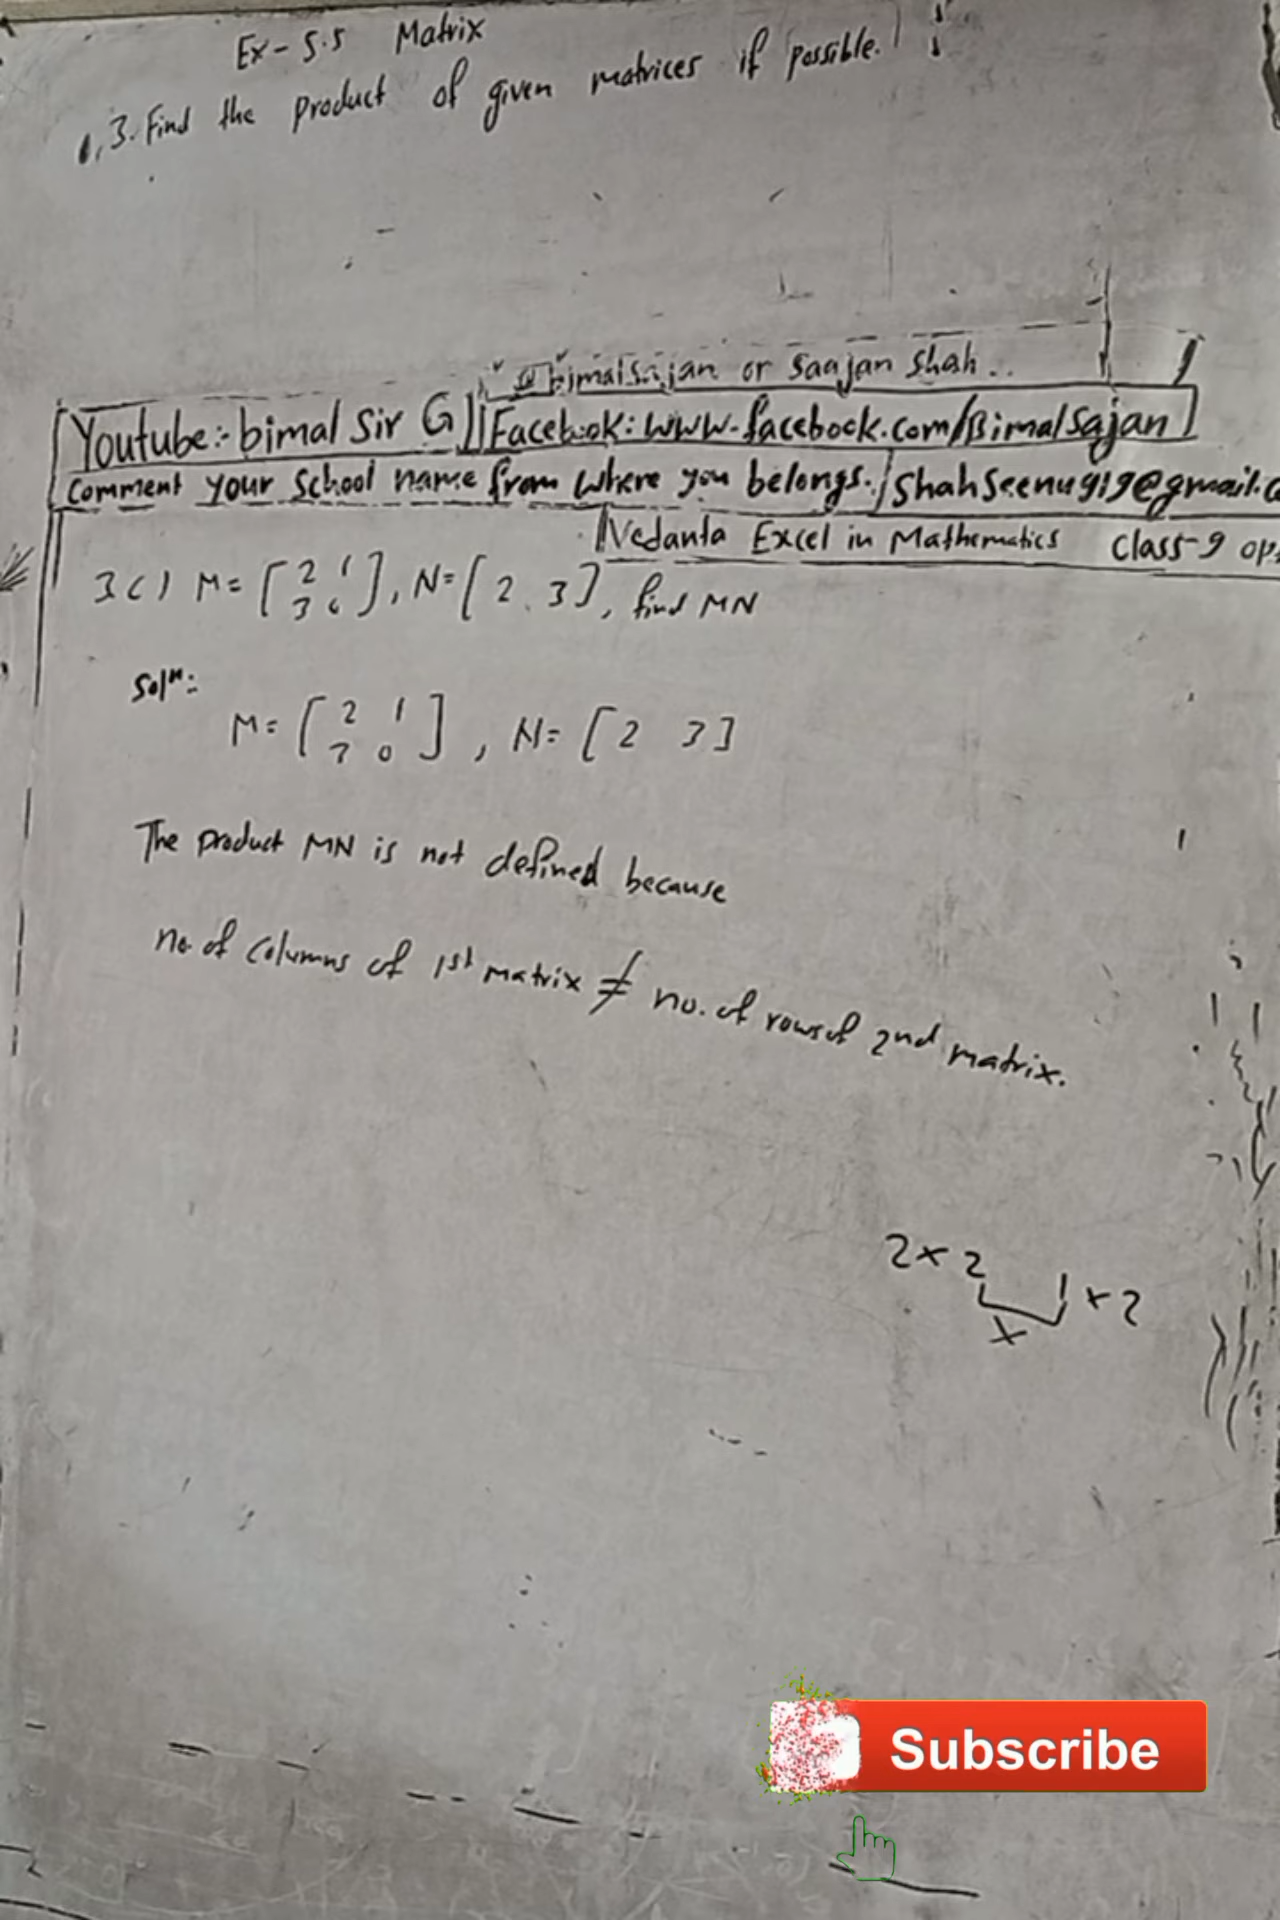 Ex-5.5 Matrix
1,3. Find the product of given matrices if possible.
@bimalsajan or Saajan Shah..
Youtube:- bimal Sir G || Facebook: www.facebook.com/Bimalsajan
Comment your School name from where you belongs.
Vedanta Excel in Mathematics Class-9 op
M= [2 1
3 0], N= [2 3], find MN
Solⁿ:
M= [2 1
3 0], N= [2 3]
The product MN is not defined because
no. of columns of 1st matrix ≠ no. of rows of 2nd matrix.
2×2 1×2
x
Subscribe